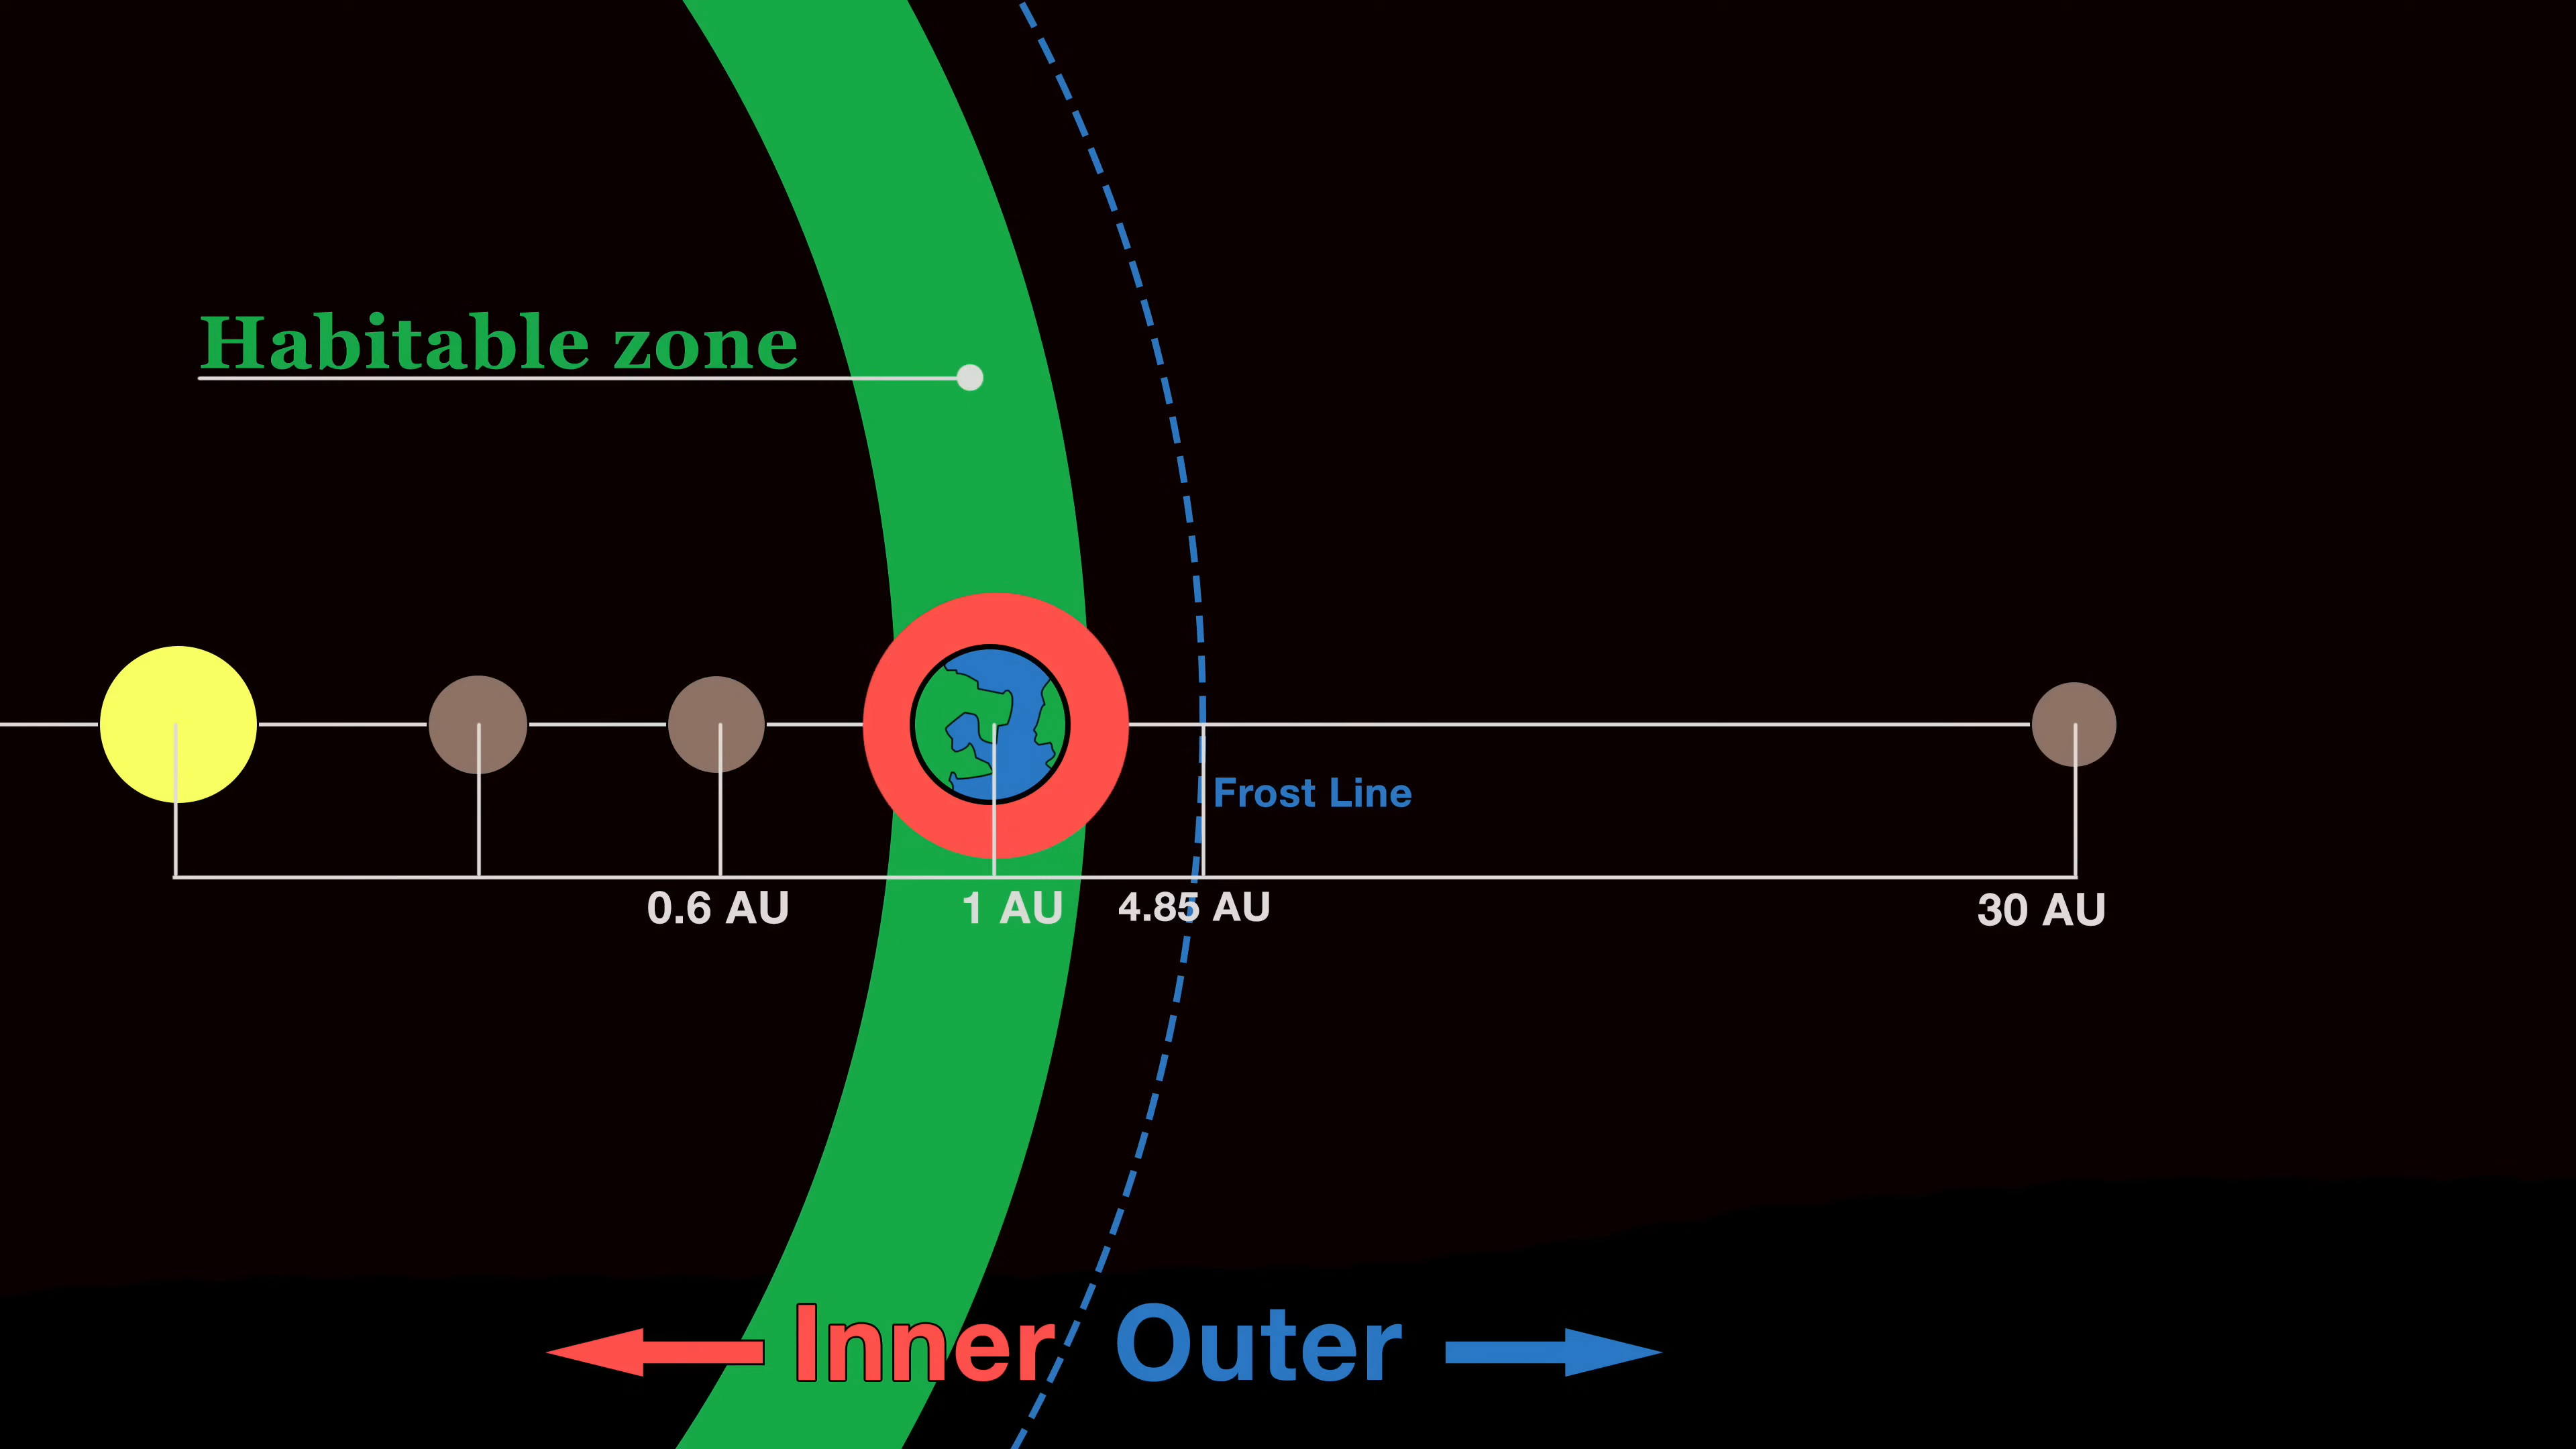 Habitable zone
Frost Line
0.6 AU
1 AU
4.85 AU
30 AU
Inner
Outer